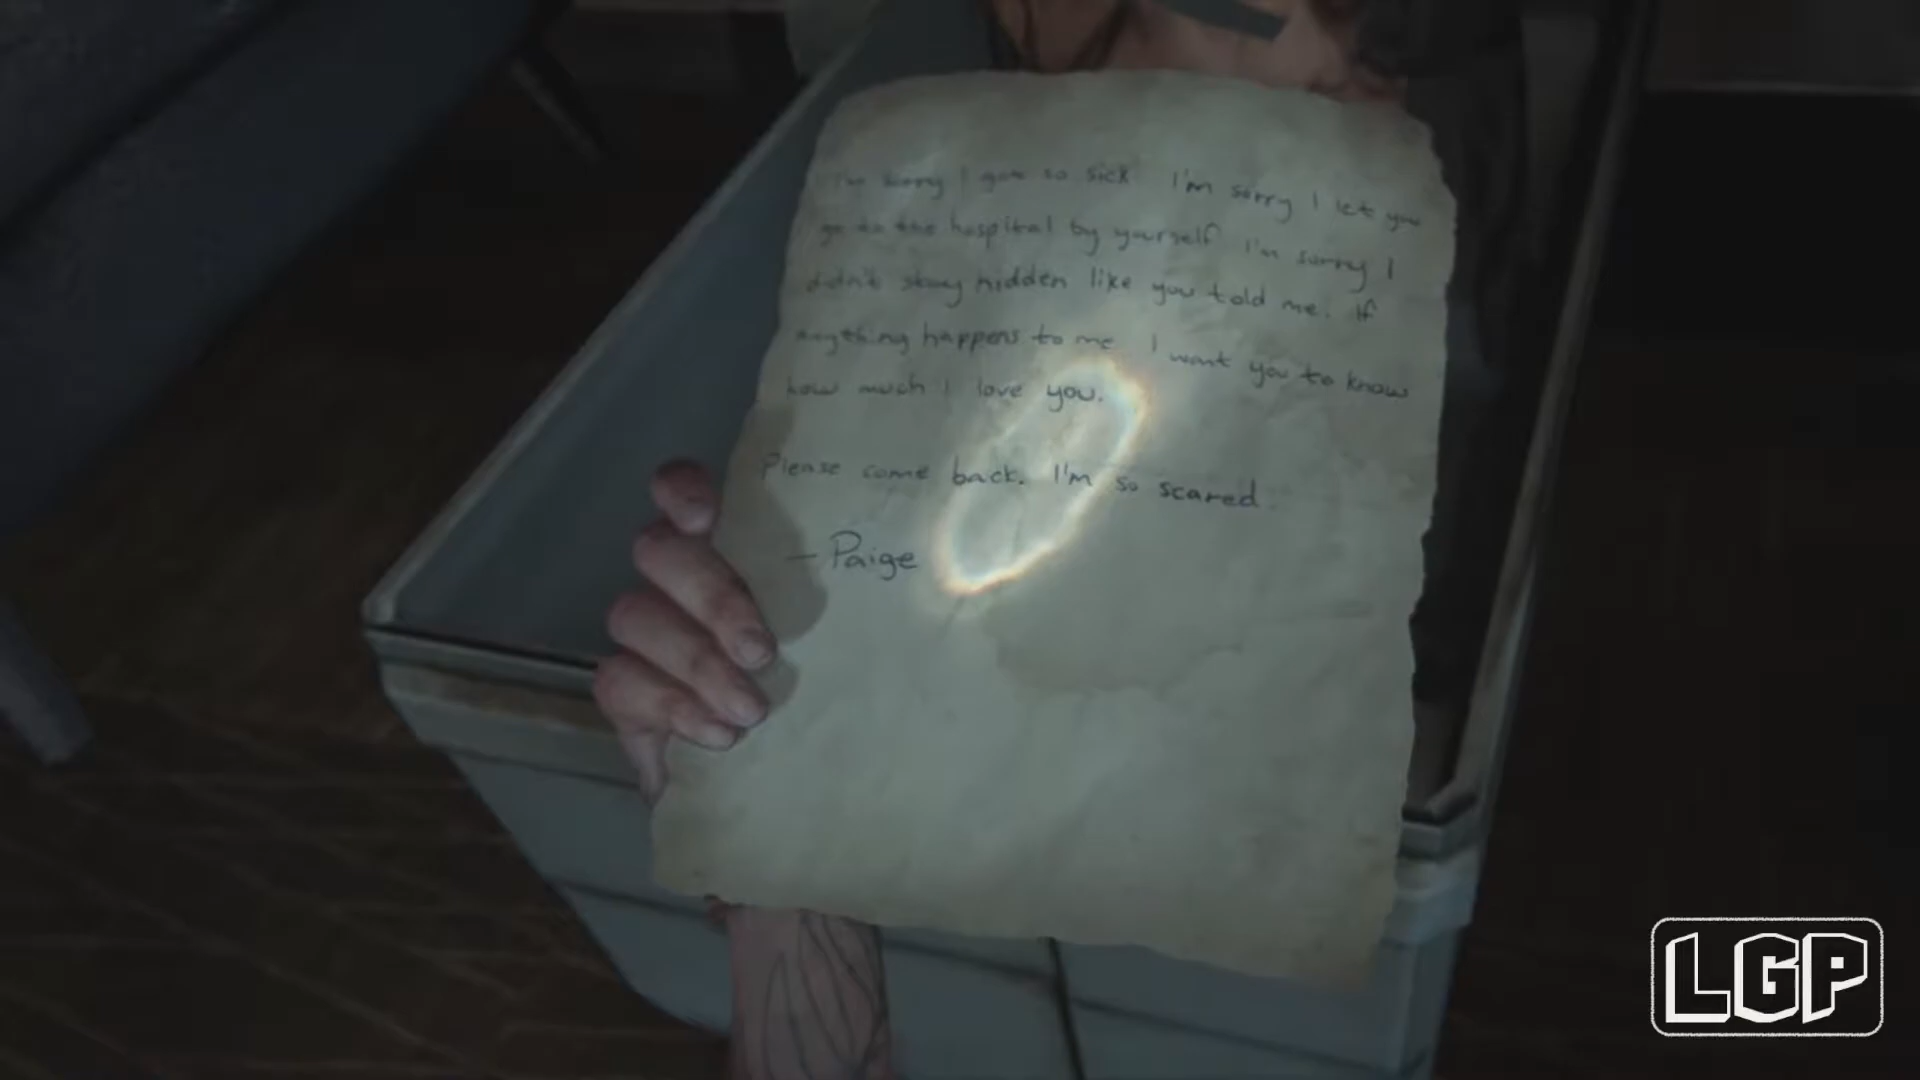 I'm sorry I got so sick I'm sorry I let you
go to the hospital by yourself I'm sorry I
didn't stay hidden like you told me. If
anything happens to me I want you to know
how much I love you.
Please come back. I'm so scared.
- Paige
LGP